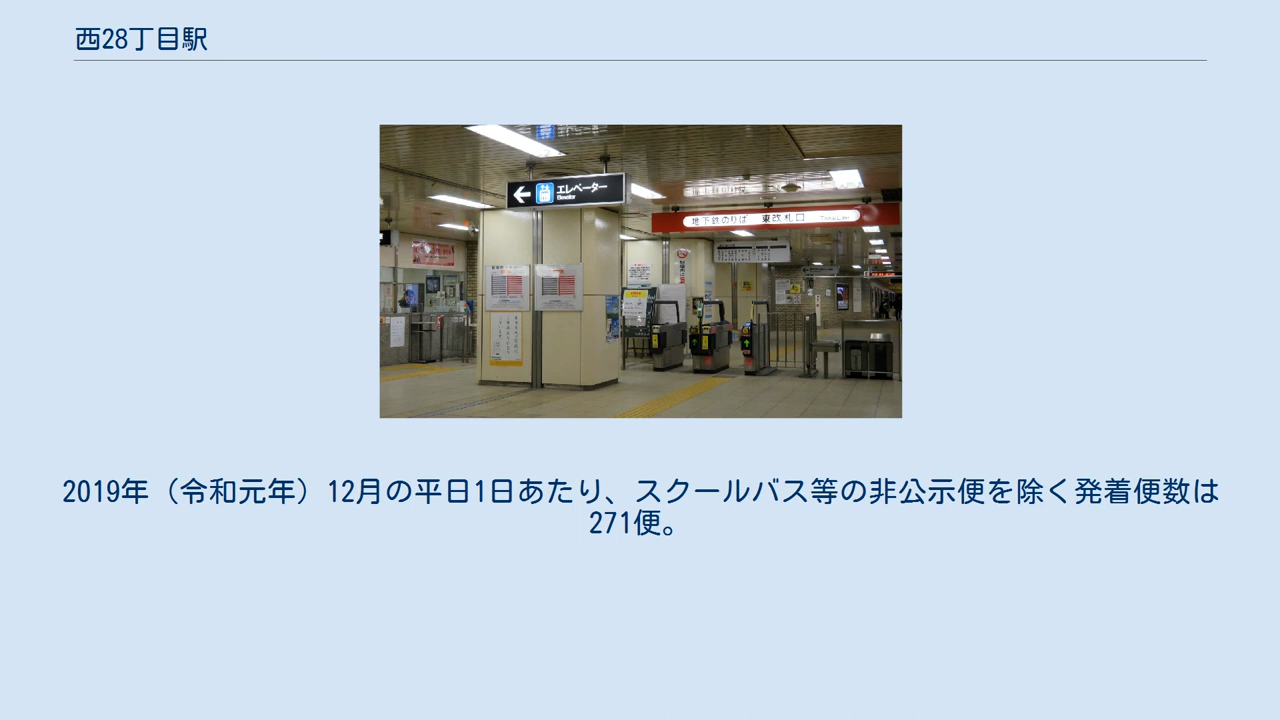 西28丁目駅
エレベーター
Elevator
地下鉄のりば 東改札口
2019年（令和元年）12月の平日1日あたり、スクールバス等の非公示便を除く発着便数は
271便。